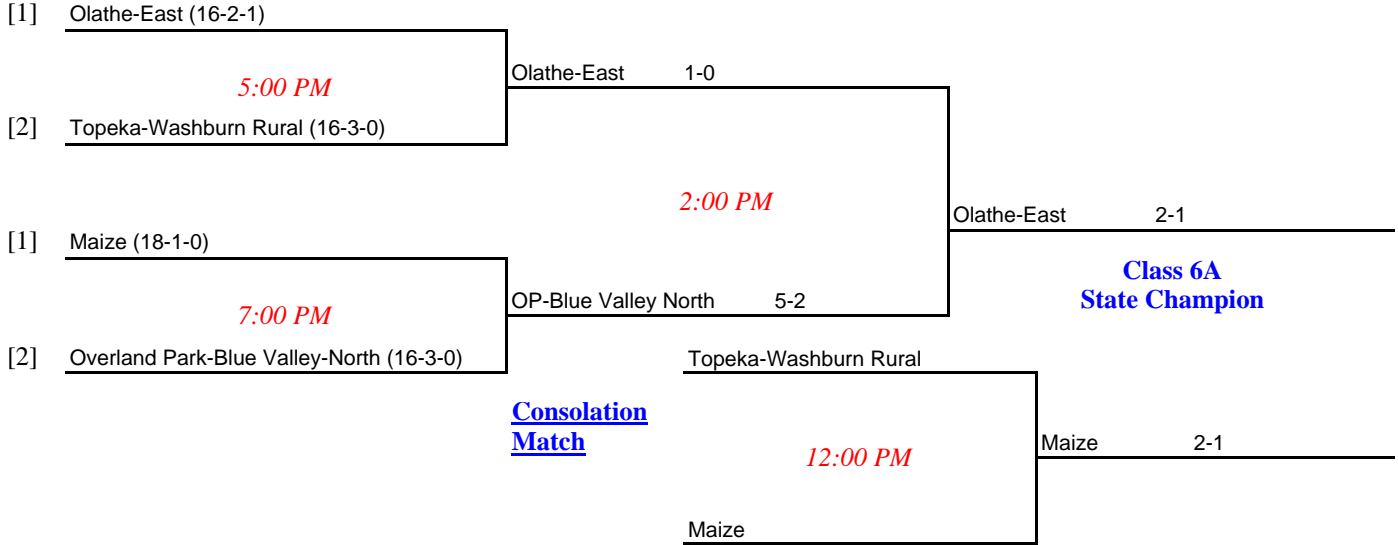 [1] Olathe-East (16-2-1)
Olathe-East 1-0
5:00 PM
[2] Topeka-Washburn Rural (16-3-0)
2:00 PM
Olathe-East 2-1
[1] Maize (18-1-0)
Class 6A
State Champion
OP-Blue Valley North 5-2
7:00 PM
[2] Overland Park-Blue Valley-North (16-3-0)
Topeka-Washburn Rural
Consolation
Match
Maize 2-1
12:00 PM
Maize